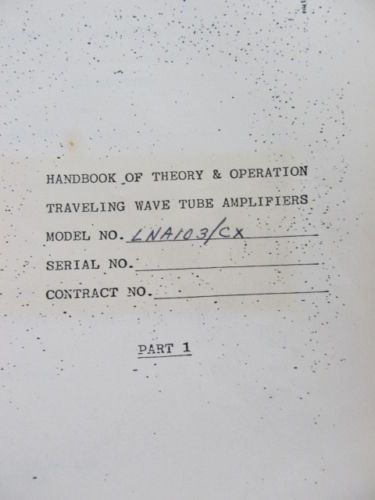 HANDBOOK OF THEORY & OPERATION
TRAVELING WAVE TUBE AMPLIFIERS
MODEL NO. LNA103/CX
SERIAL NO.
CONTRACT NO.
PART 1